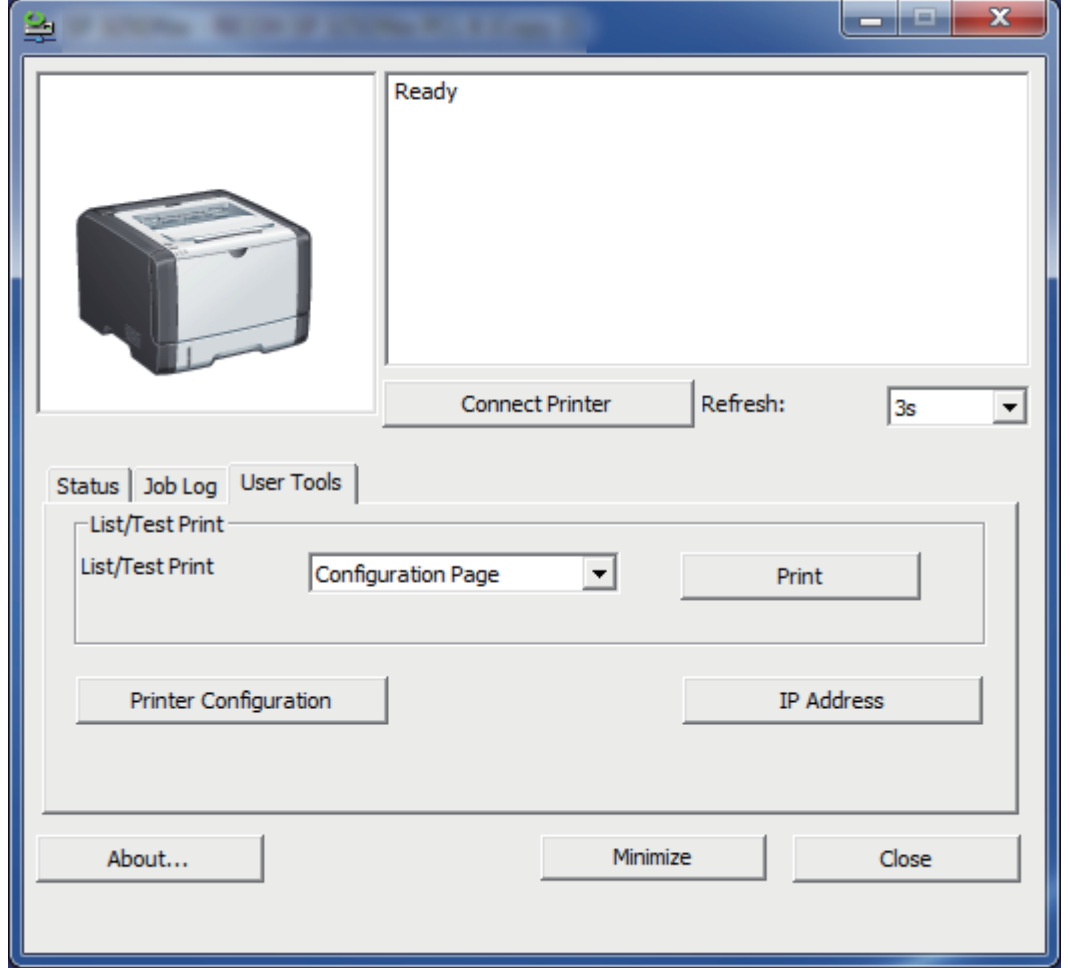 Ready
Connect Printer
Refresh:
3s
Status
Job Log
User Tools
List/Test Print
List/Test Print
Configuration Page
Print
Printer Configuration
IP Address
About...
Minimize
Close